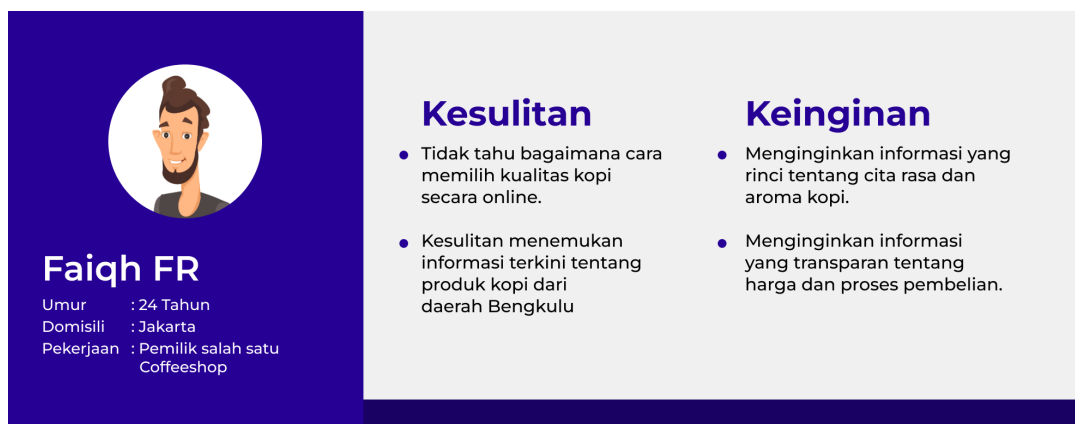 Faiqh FR
Umur : 24 Tahun
Domisili : Jakarta
Pekerjaan : Pemilik salah satu
Coffeeshop
Kesulitan
Tidak tahu bagaimana cara
memilih kualitas kopi
secara online.
Kesulitan menemukan
informasi terkini tentang
produk kopi dari
daerah Bengkulu
Keinginan
Menginginkan informasi yang
rinci tentang cita rasa dan
aroma kopi.
Menginginkan informasi
yang transparan tentang
harga dan proses pembelian.